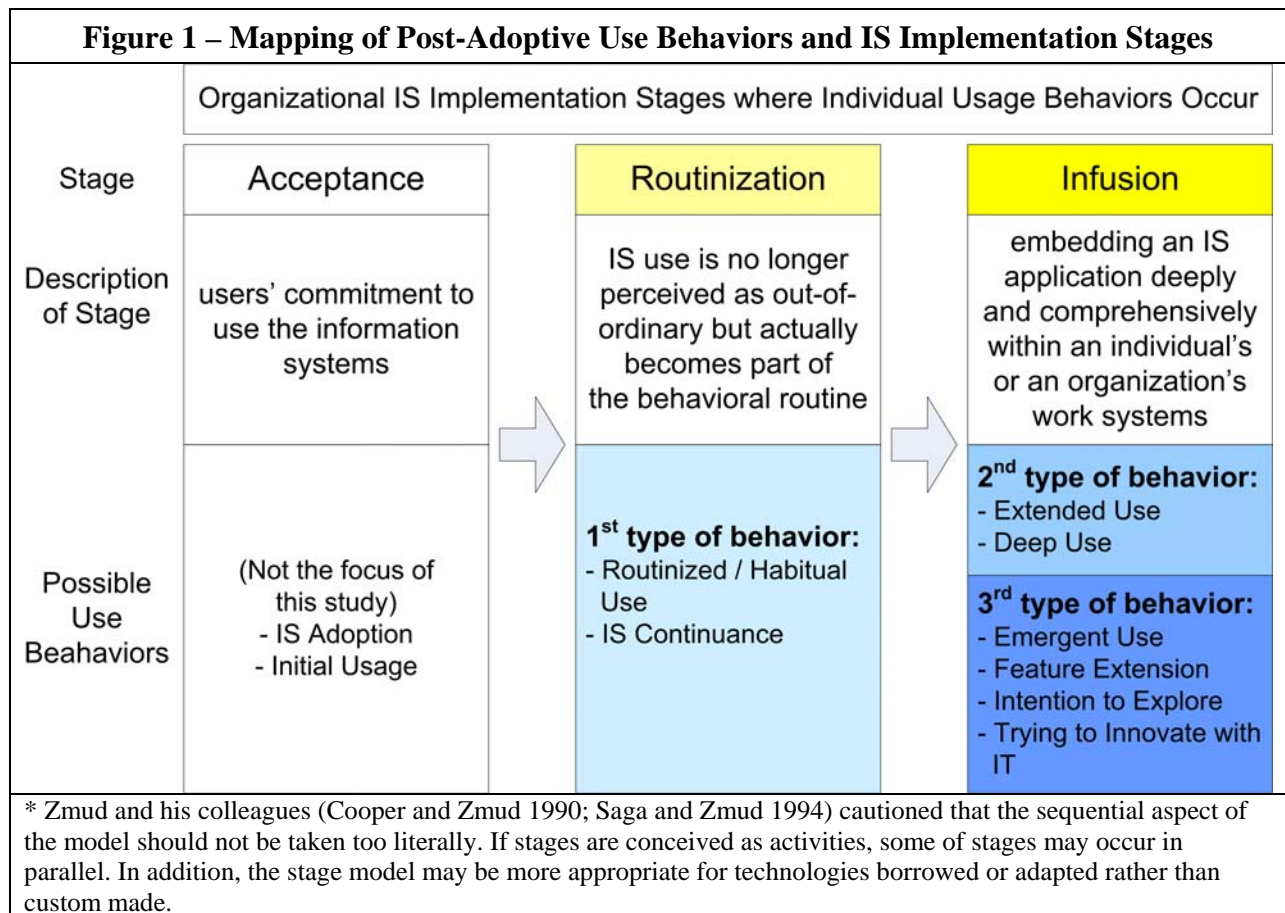 Figure 1 – Mapping of Post-Adoptive Use Behaviors and IS Implementation Stages
Organizational IS Implementation Stages where Individual Usage Behaviors Occur
Stage
Acceptance
Routinization
Infusion
Description
of Stage
users' commitment to
use the information
systems
IS use is no longer
perceived as out-of-
ordinary but actually
becomes part of
the behavioral routine
embedding an IS
application deeply
and comprehensively
within an individual's
or an organization's
work systems
Possible
Use
Beahaviors
(Not the focus of
this study)
- IS Adoption
- Initial Usage
1st type of behavior:
- Routinized / Habitual
Use
- IS Continuance
2nd type of behavior:
- Extended Use
- Deep Use
3rd type of behavior:
- Emergent Use
- Feature Extension
- Intention to Explore
- Trying to Innovate with
IT
* Zmud and his colleagues (Cooper and Zmud 1990; Saga and Zmud 1994) cautioned that the sequential aspect of
the model should not be taken too literally. If stages are conceived as activities, some of stages may occur in
parallel. In addition, the stage model may be more appropriate for technologies borrowed or adapted rather than
custom made.